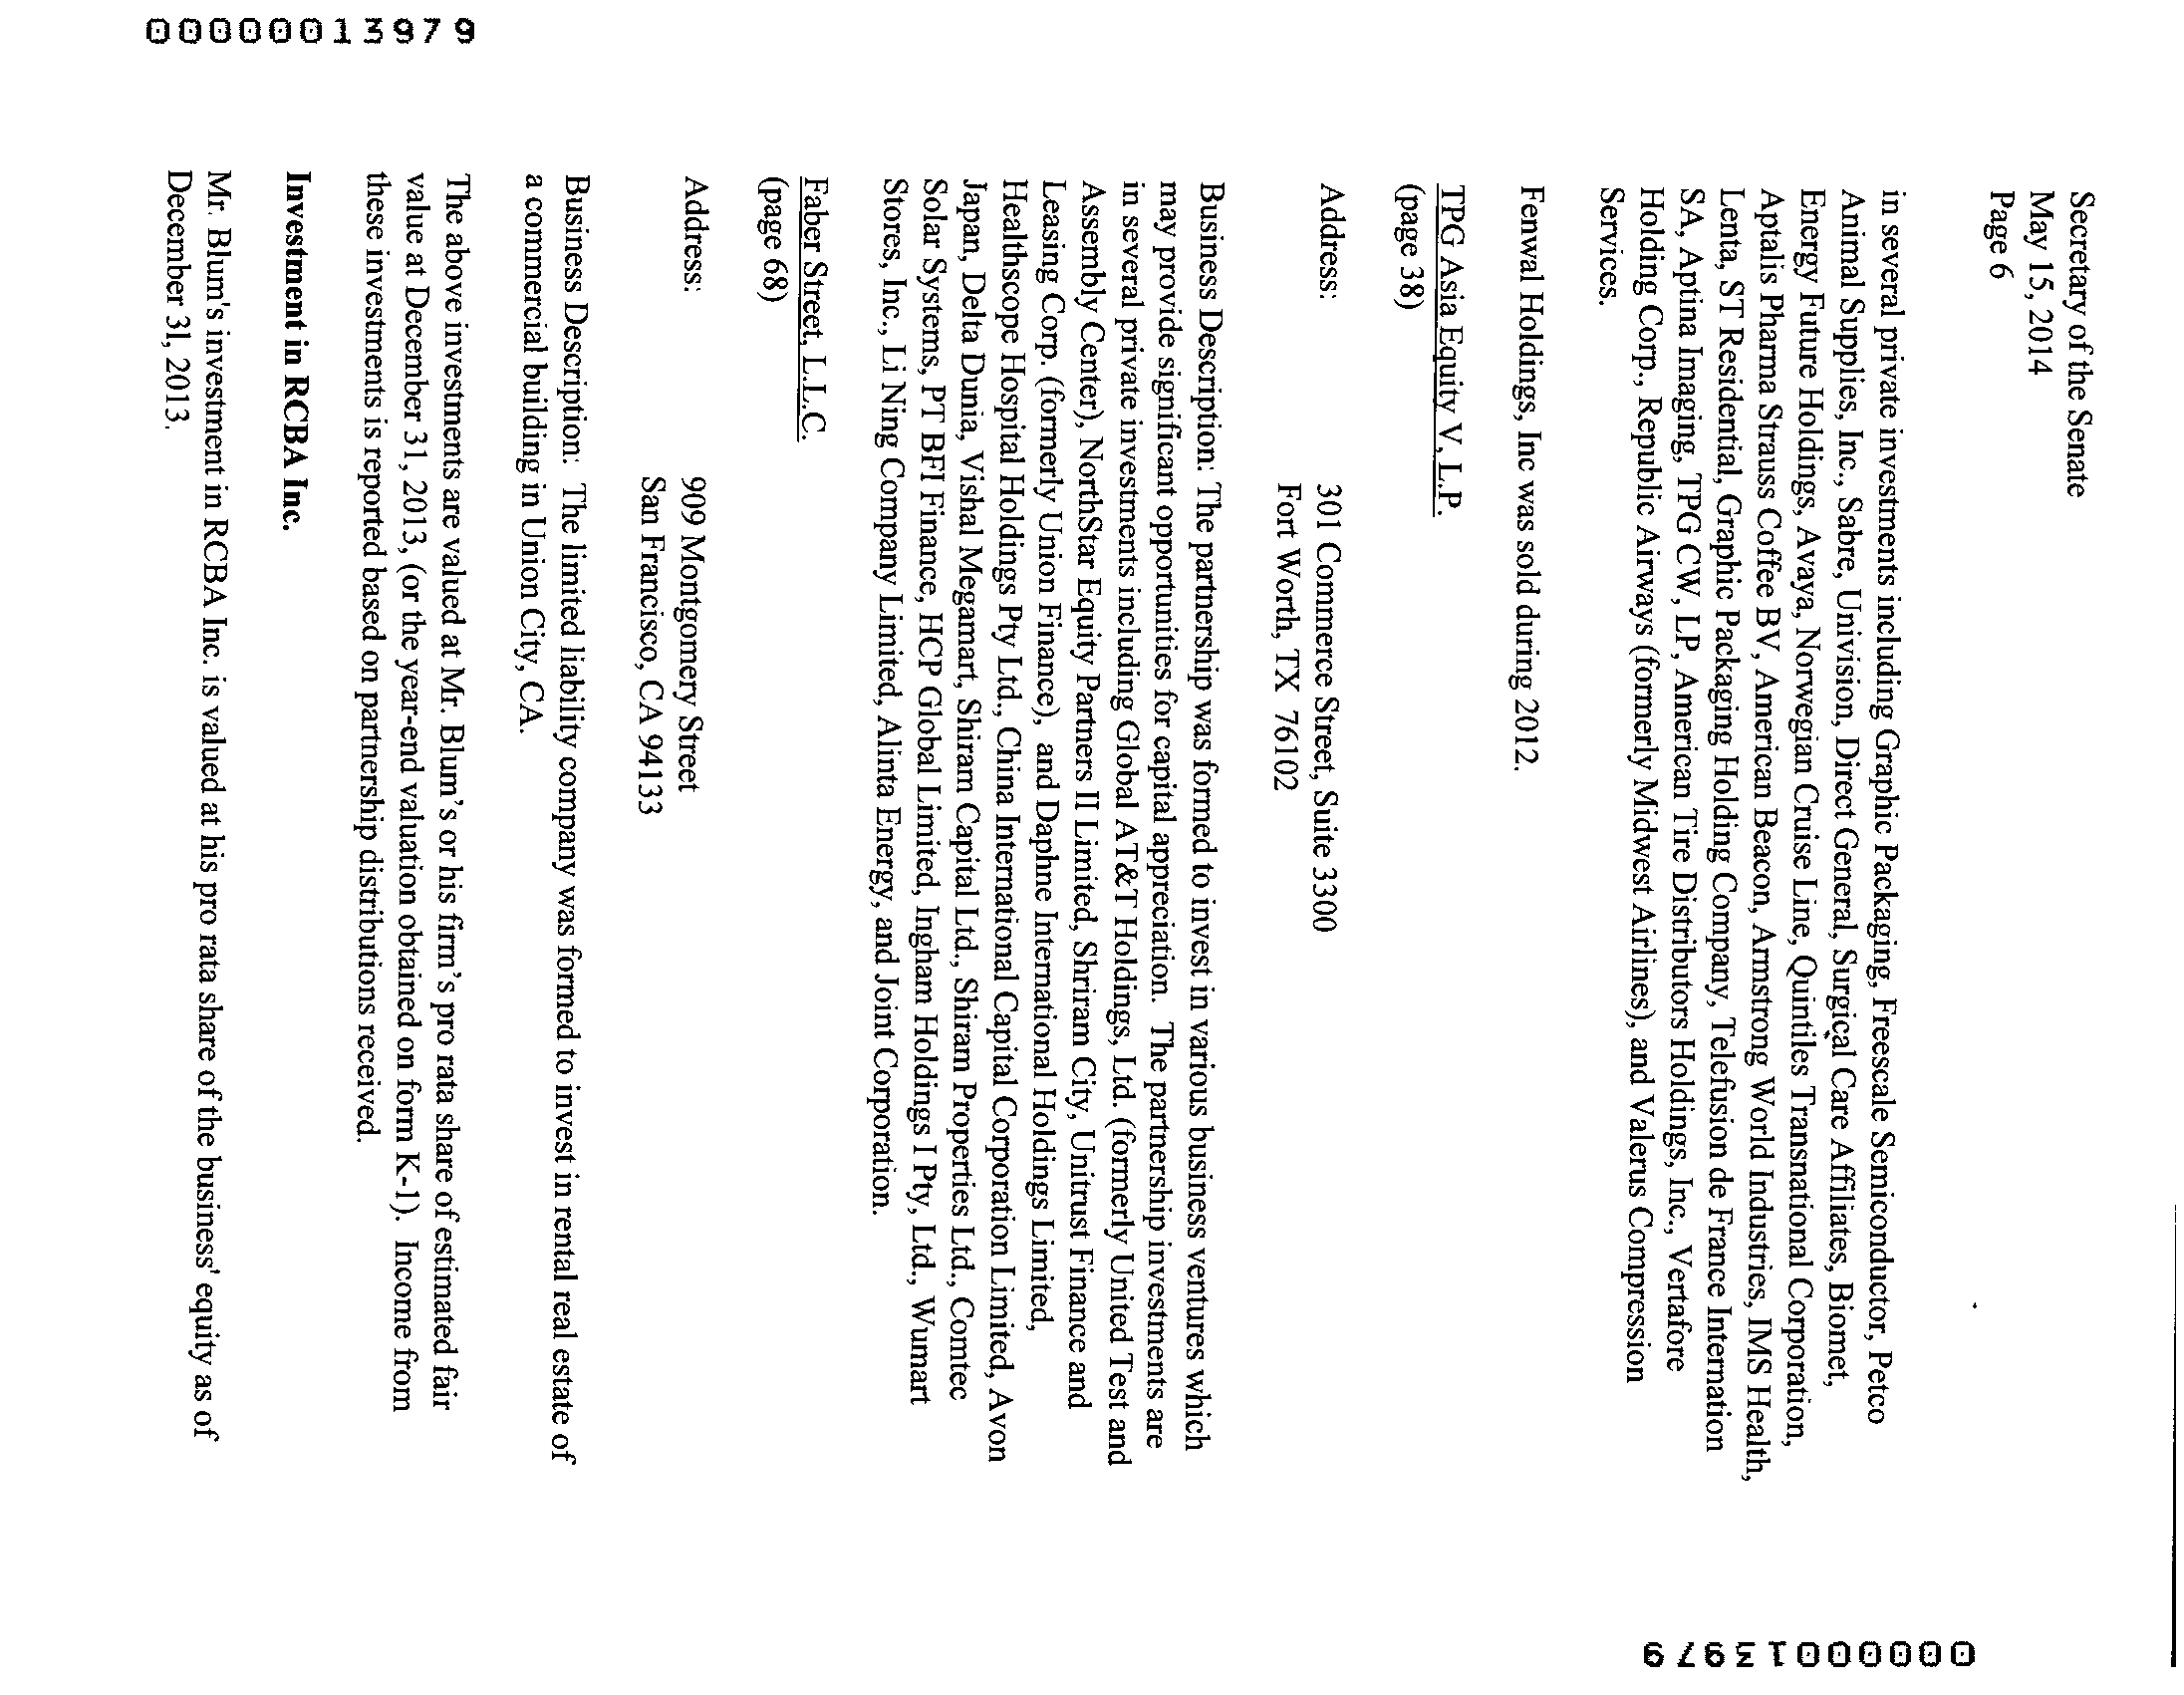 00000013979
Secretary of the Senate
May 15, 2014
Page 6
in several private investments including Graphic Packaging, Freescale Semiconductor, Petco
Animal Supplies, Inc., Sabre, Univision, Direct General, Surgical Care Affiliates, Biomet,
Energy Future Holdings, Avaya, Norwegian Cruise Line, Quintiles Transnational Corporation,
Aptalis Pharma Strauss Coffee BV, American Beacon, Armstrong World Industries, IMS Health,
Lenta, ST Residential, Graphic Packaging Holding Company, Telefusion de France Internation
SA, Aptina Imaging, TPG CW, LP, American Tire Distributors Holdings, Inc., Vertafore
Holding Corp., Republic Airways (formerly Midwest Airlines), and Valerus Compression
Services.
Fenwal Holdings, Inc was sold during 2012.
TPG Asia Equity V, L.P.
(page 38)
Address: 301 Commerce Street, Suite 3300
Fort Worth, TX 76102
Business Description: The partnership was formed to invest in various business ventures which
may provide significant opportunities for capital appreciation. The partnership investments are
in several private investments including Global AT&T Holdings, Ltd. (formerly United Test and
Assembly Center), NorthStar Equity Partners II Limited, Shriram City, Unitrust Finance and
Leasing Corp. (formerly Union Finance), and Daphne International Holdings Limited,
Healthscope Hospital Holdings Pty Ltd., China International Capital Corporation Limited, Avon
Japan, Delta Dunia, Vishal Megamart, Shiram Capital Ltd., Shiram Properties Ltd., Comtec
Solar Systems, PT BFI Finance, HCP Global Limited, Ingham Holdings I Pty, Ltd., Wumart
Stores, Inc., Li Ning Company Limited, Alinta Energy, and Joint Corporation.
Faber Street, L.L.C.
(page 68)
Address: 909 Montgomery Street
San Francisco, CA 94133
Business Description: The limited liability company was formed to invest in rental real estate of
a commercial building in Union City, CA.
The above investments are valued at Mr. Blum's or his firm's pro rata share of estimated fair
value at December 31, 2013, (or the year-end valuation obtained on form K-1). Income from
these investments is reported based on partnership distributions received.
Investment in RCBA Inc.
Mr. Blum's investment in RCBA Inc. is valued at his pro rata share of the business' equity as of
December 31, 2013.
00000013979